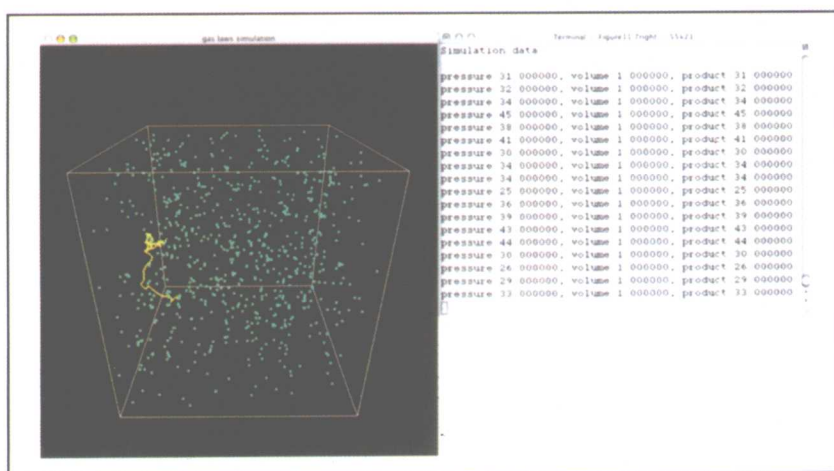 gas laws simulation
Terminal
Simulation data
pressure 31 000000, volume 1 000000, product 31 000000
pressure 32 000000, volume 1 000000, product 32 000000
pressure 34 000000, volume 1 000000, product 34 000000
pressure 45 000000, volume 1 000000, product 45 000000
pressure 38 000000, volume 1 000000, product 38 000000
pressure 41 000000, volume 1 000000, product 41 000000
pressure 30 000000, volume 1 000000, product 30 000000
pressure 34 000000, volume 1 000000, product 34 000000
pressure 34 000000, volume 1 000000, product 34 000000
pressure 25 000000, volume 1 000000, product 25 000000
pressure 36 000000, volume 1 000000, product 36 000000
pressure 39 000000, volume 1 000000, product 39 000000
pressure 43 000000, volume 1 000000, product 43 000000
pressure 44 000000, volume 1 000000, product 44 000000
pressure 30 000000, volume 1 000000, product 30 000000
pressure 26 000000, volume 1 000000, product 26 000000
pressure 29 000000, volume 1 000000, product 29 000000
pressure 33 000000, volume 1 000000, product 33 000000